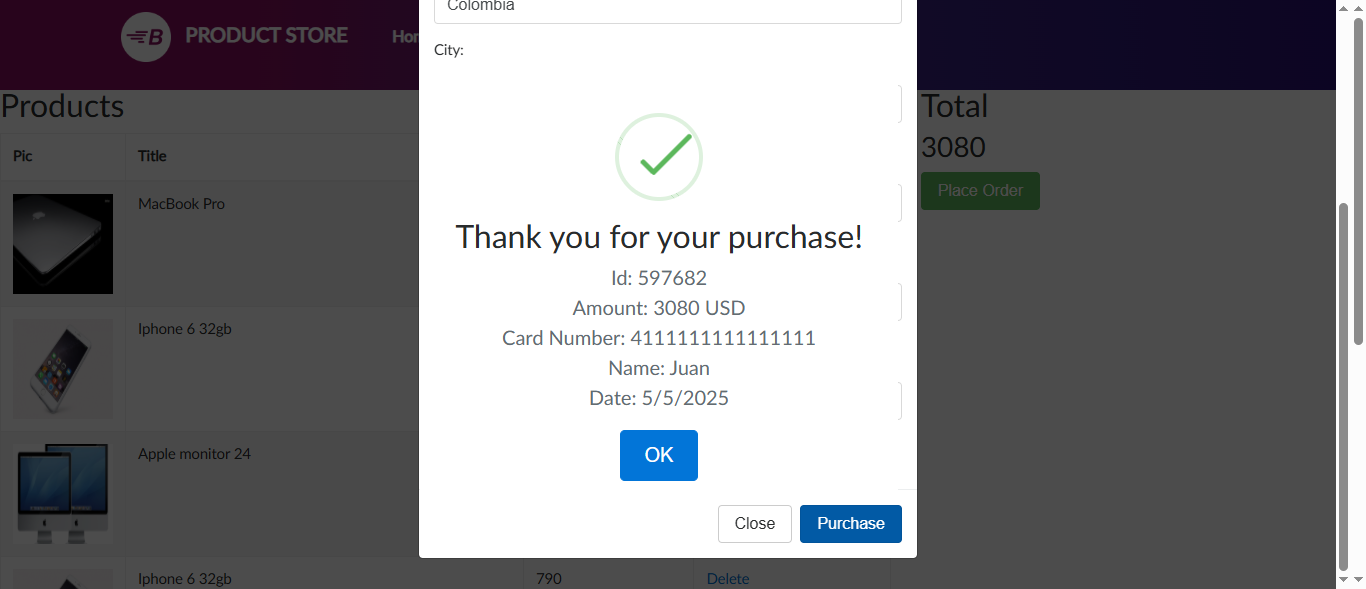 Colombia
PRODUCT STORE
City:
Products
Total
3080
Pic Title
Place Order
MacBook Pro
Thank you for your purchase!
Id: 597682
Amount: 3080 USD
Iphone 6 32gb
Card Number: 4111111111111111
Name: Juan
Date: 5/5/2025
Apple monitor 24
OK
Close Purchase
Iphone 6 32gb 790 Delete